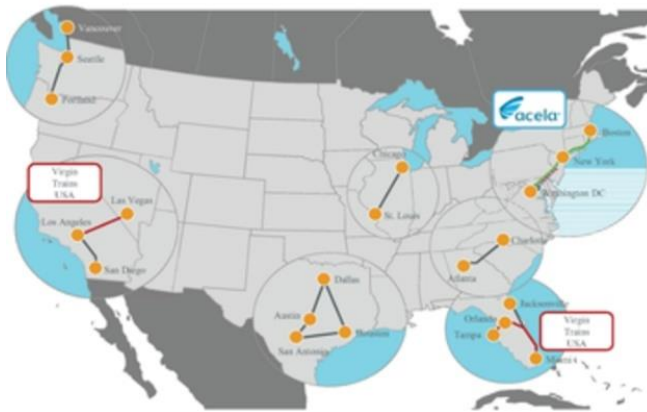 Vancouver
Seattle
Portland
acela
Boston
New York
Washington DC
Chicago
St. Louis
Virgin
Trains
USA
Las Vegas
Los Angeles
San Diego
Charlotte
Atlanta
Dallas
Austin
Houston
San Antonio
Jacksonville
Orlando
Tampa
Miami
Virgin
Trains
USA